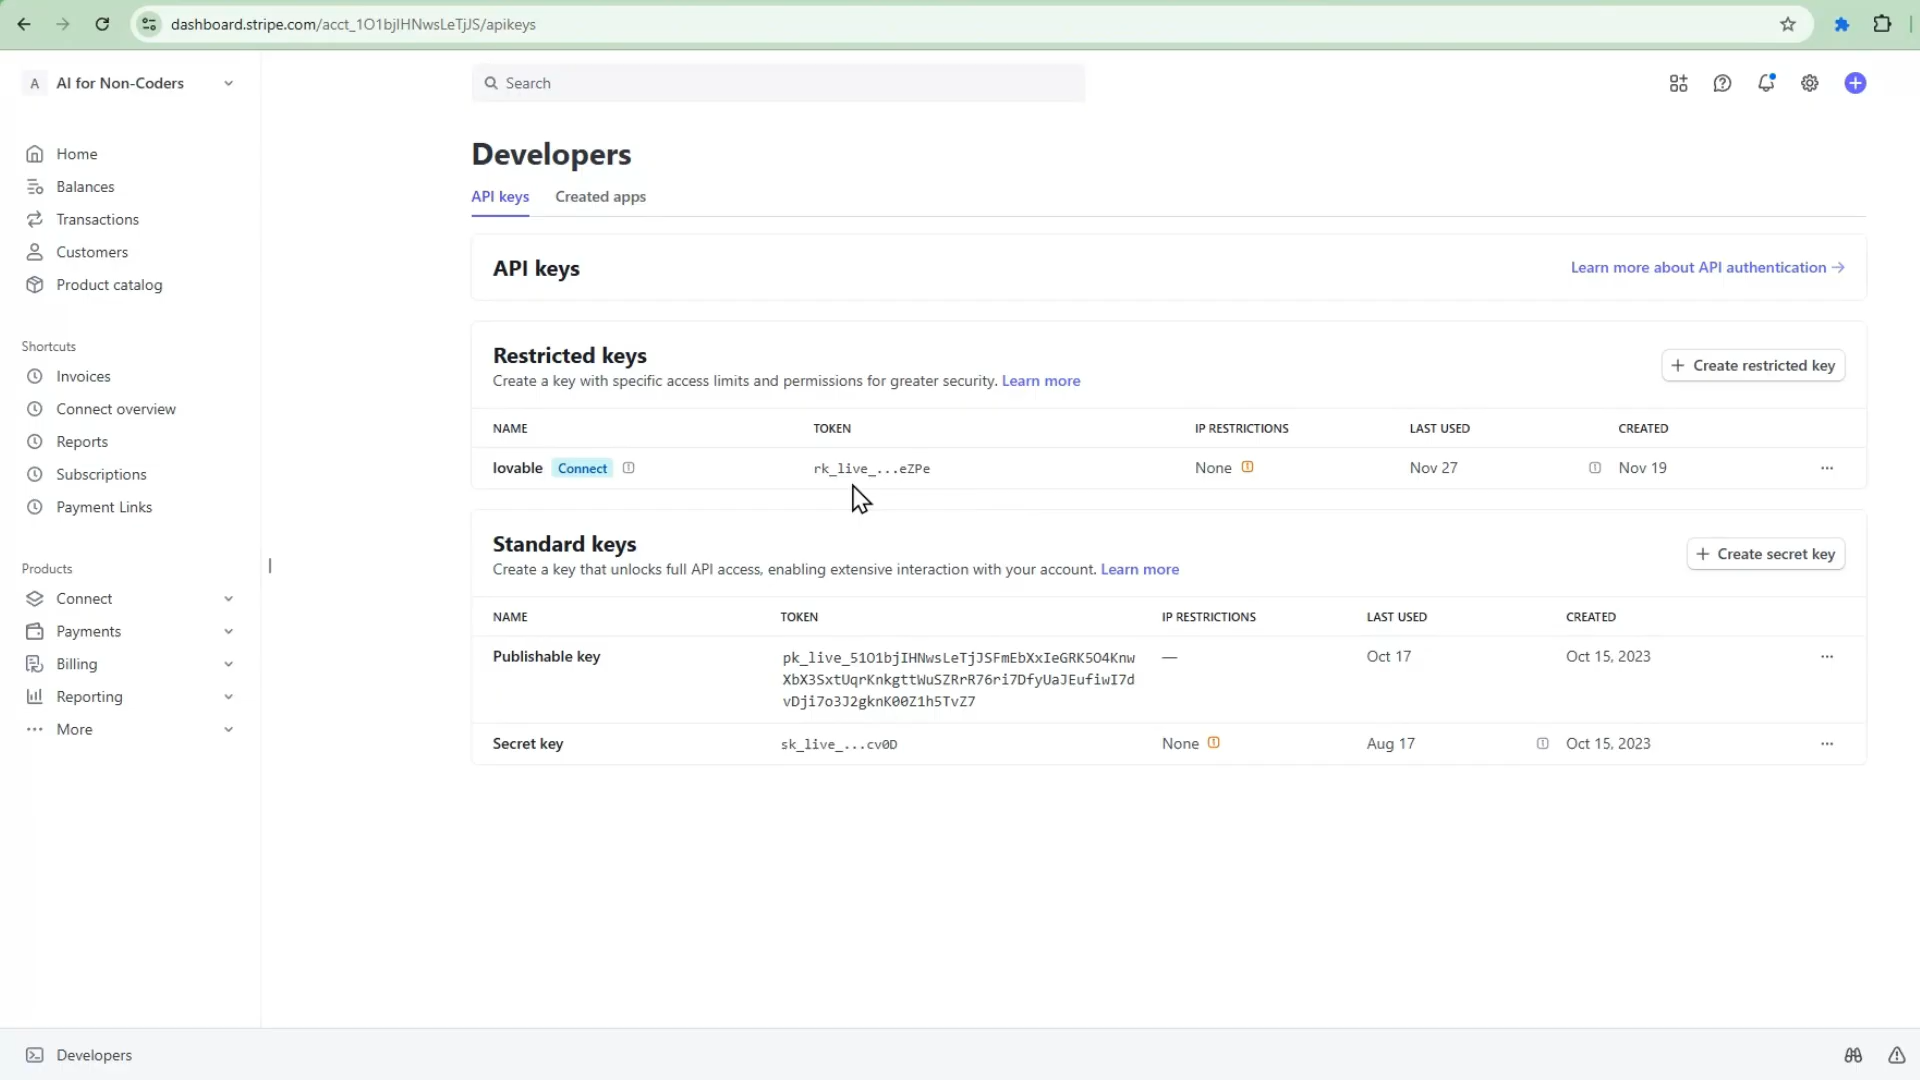 dashboard.stripe.com/acct_1O1bjIHNwsLeTjJS/apikeys
A AI for Non-Coders
Search
Home
Balances
Transactions
Customers
Product catalog
Shortcuts
Invoices
Connect overview
Reports
Subscriptions
Payment Links
Products
Connect
Payments
Billing
Reporting
More
Developers
API keys Created apps
API keys
Learn more about API authentication →
Restricted keys
Create a key with specific access limits and permissions for greater security. Learn more
+ Create restricted key
NAME TOKEN IP RESTRICTIONS LAST USED CREATED
lovable Connect rk_live_...eZPe None Nov 27 Nov 19
Standard keys
Create a key that unlocks full API access, enabling extensive interaction with your account. Learn more
+ Create secret key
NAME TOKEN IP RESTRICTIONS LAST USED CREATED
Publishable key pk_live_51O1bjIHNwsLeTjJSFmEbXxIeGRK5O4Knw — Oct 17 Oct 15, 2023
XbX3SxtUqrKnkgttWuSZRrR76ri7DfyUaJEufiwI7d
vDji7o3J2gknK00Z1h5TvZ7
Secret key sk_live_...cv0D None Aug 17 Oct 15, 2023
Developers